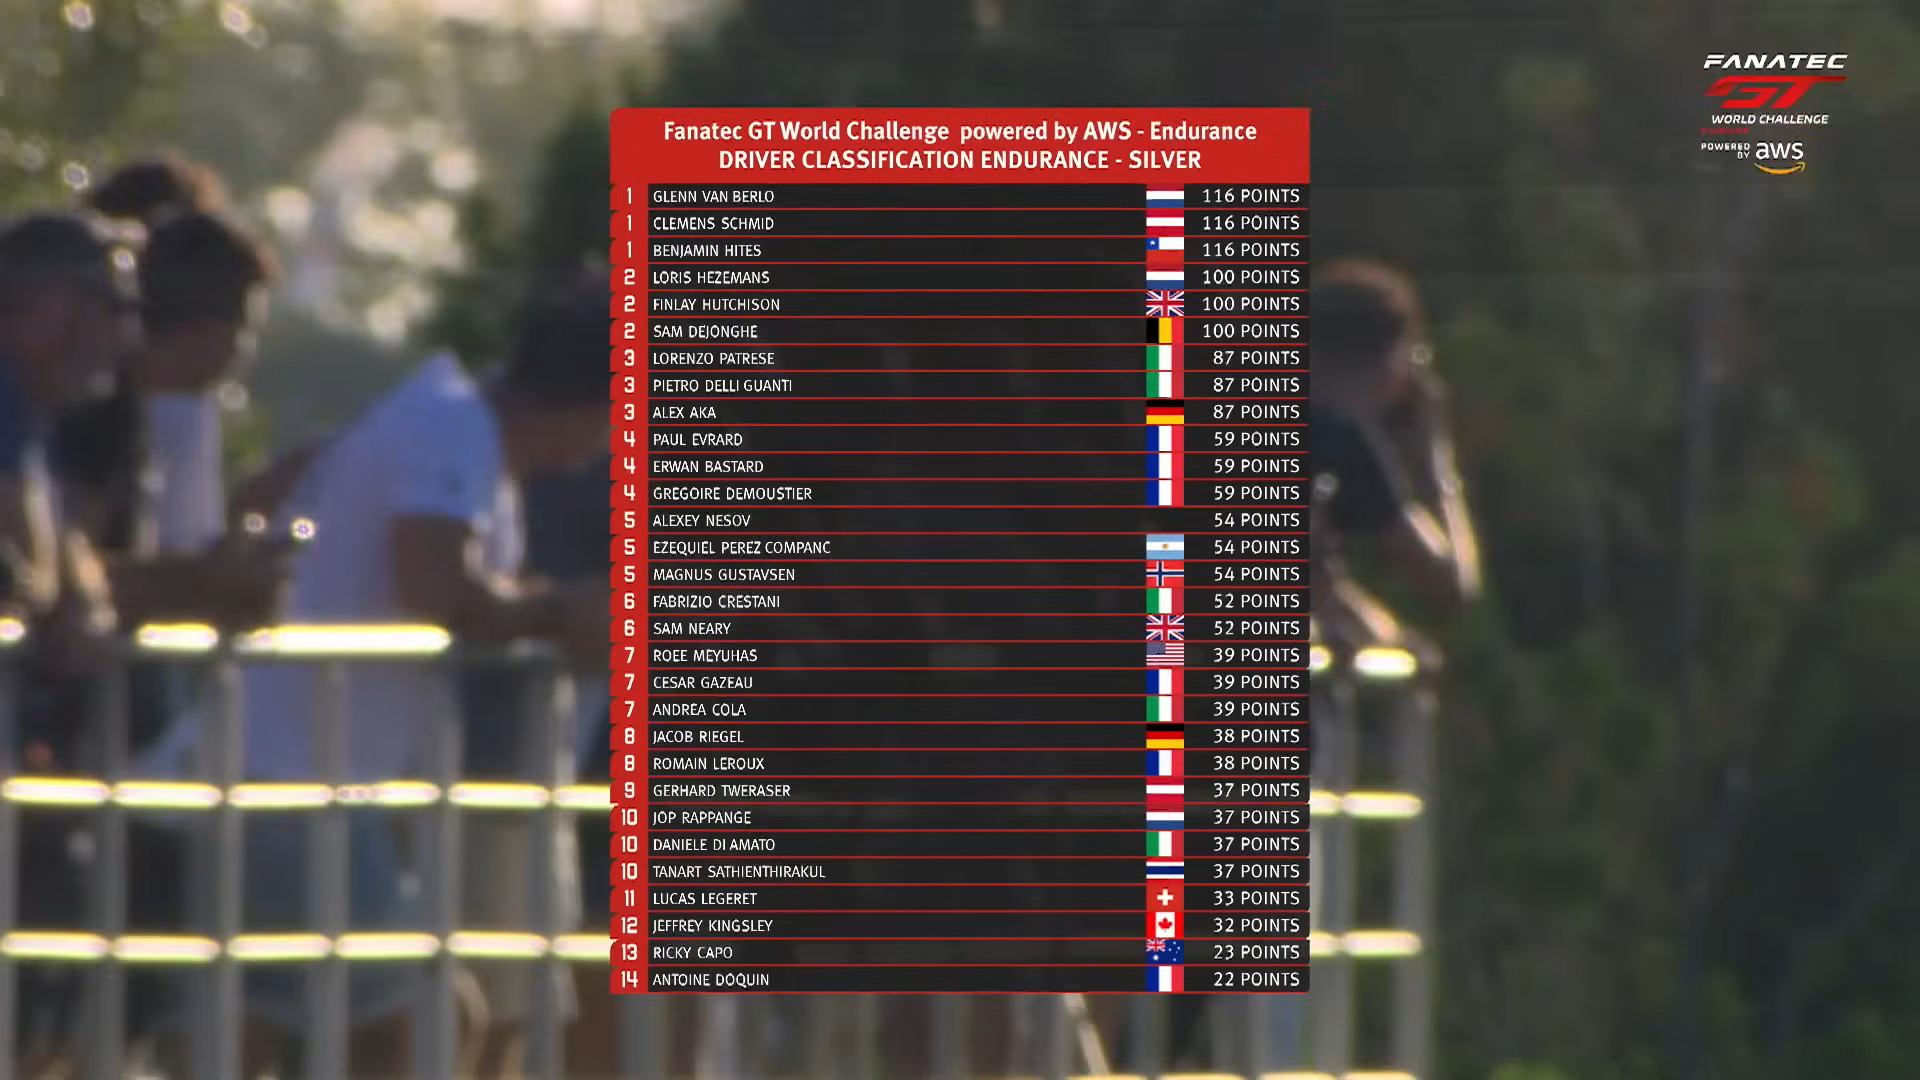 FANATEC
GT
WORLD CHALLENGE
EUROPE
POWERED BY aws
Fanatec GT World Challenge powered by AWS - Endurance
DRIVER CLASSIFICATION ENDURANCE - SILVER
1 GLENN VAN BERLO 116 POINTS
1 CLEMENS SCHMID 116 POINTS
1 BENJAMIN HITES 116 POINTS
2 LORIS HEZEMANS 100 POINTS
2 FINLAY HUTCHISON 100 POINTS
2 SAM DEJONGHE 100 POINTS
3 LORENZO PATRESE 87 POINTS
3 PIETRO DELLI GUANTI 87 POINTS
3 ALEX AKA 87 POINTS
4 PAUL EVRARD 59 POINTS
4 ERWAN BASTARD 59 POINTS
4 GREGOIRE DEMOUSTIER 59 POINTS
5 ALEXEY NESOV 54 POINTS
5 EZEQUIEL PEREZ COMPANC 54 POINTS
5 MAGNUS GUSTAVSEN 54 POINTS
6 FABRIZIO CRESTANI 52 POINTS
6 SAM NEARY 52 POINTS
7 ROEE MEYUHAS 39 POINTS
7 CESAR GAZEAU 39 POINTS
7 ANDREA COLA 39 POINTS
8 JACOB RIEGEL 38 POINTS
8 ROMAIN LEROUX 38 POINTS
9 GERHARD TWERASER 37 POINTS
10 JOP RAPPANGE 37 POINTS
10 DANIELE DI AMATO 37 POINTS
10 TANART SATHIENTHIRAKUL 37 POINTS
11 LUCAS LEGERET 33 POINTS
12 JEFFREY KINGSLEY 32 POINTS
13 RICKY CAPO 23 POINTS
14 ANTOINE DOQUIN 22 POINTS